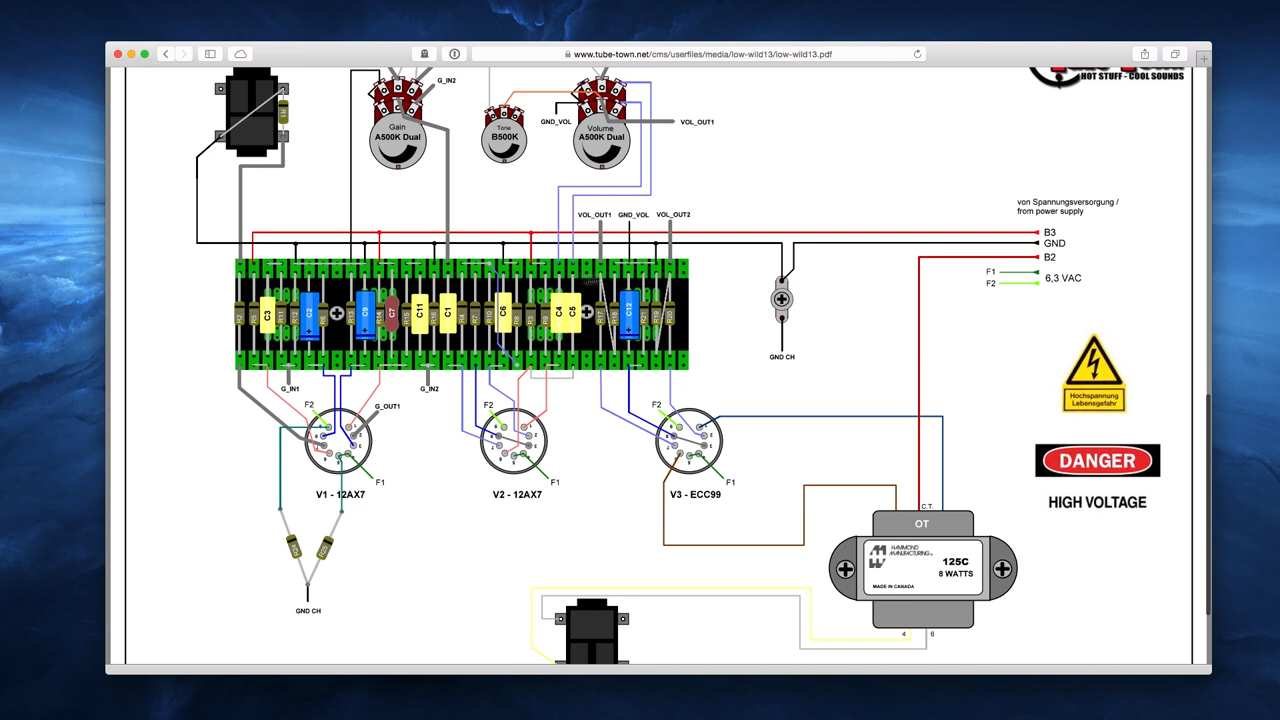 www.tube-town.net/cms/userfiles/media/low-wild13/low-wild13.pdf
HOT STUFF - COOL SOUNDS
G_IN2
R1
Gain
A500K Dual
Tone
B500K
GND_VOL
Volume
A500K Dual
VOL_OUT1
von Spannungsversorgung /
from power supply
VOL_OUT1
GND_VOL
VOL_OUT2
B3
GND
B2
F1
F2
6,3 VAC
C3
C2
C9
C7
C11
C1
C6
C4
C5
R17
C12
R20
GND CH
G_IN1
G_IN2
Hochspannung
Lebensgefahr
F2
G_OUT1
F2
F2
F1
F1
F1
V1 - 12AX7
V2 - 12AX7
V3 - ECC99
DANGER
HIGH VOLTAGE
C.T.
OT
HAMMOND
MANUFACTURING
125C
8 WATTS
MADE IN CANADA
GND CH
4
6